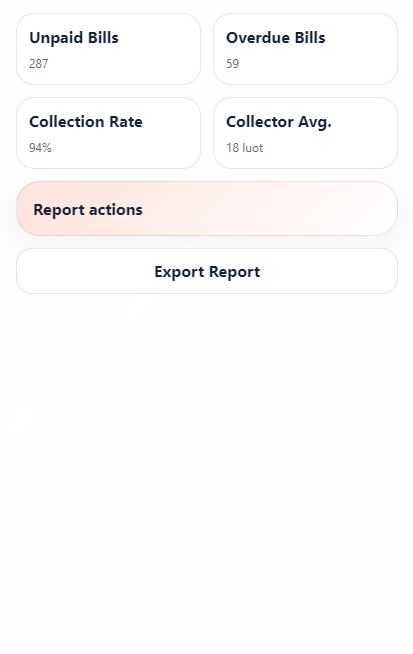 Unpaid Bills
287
Overdue Bills
59
Collection Rate
94%
Collector Avg.
18 luot
Report actions
Export Report